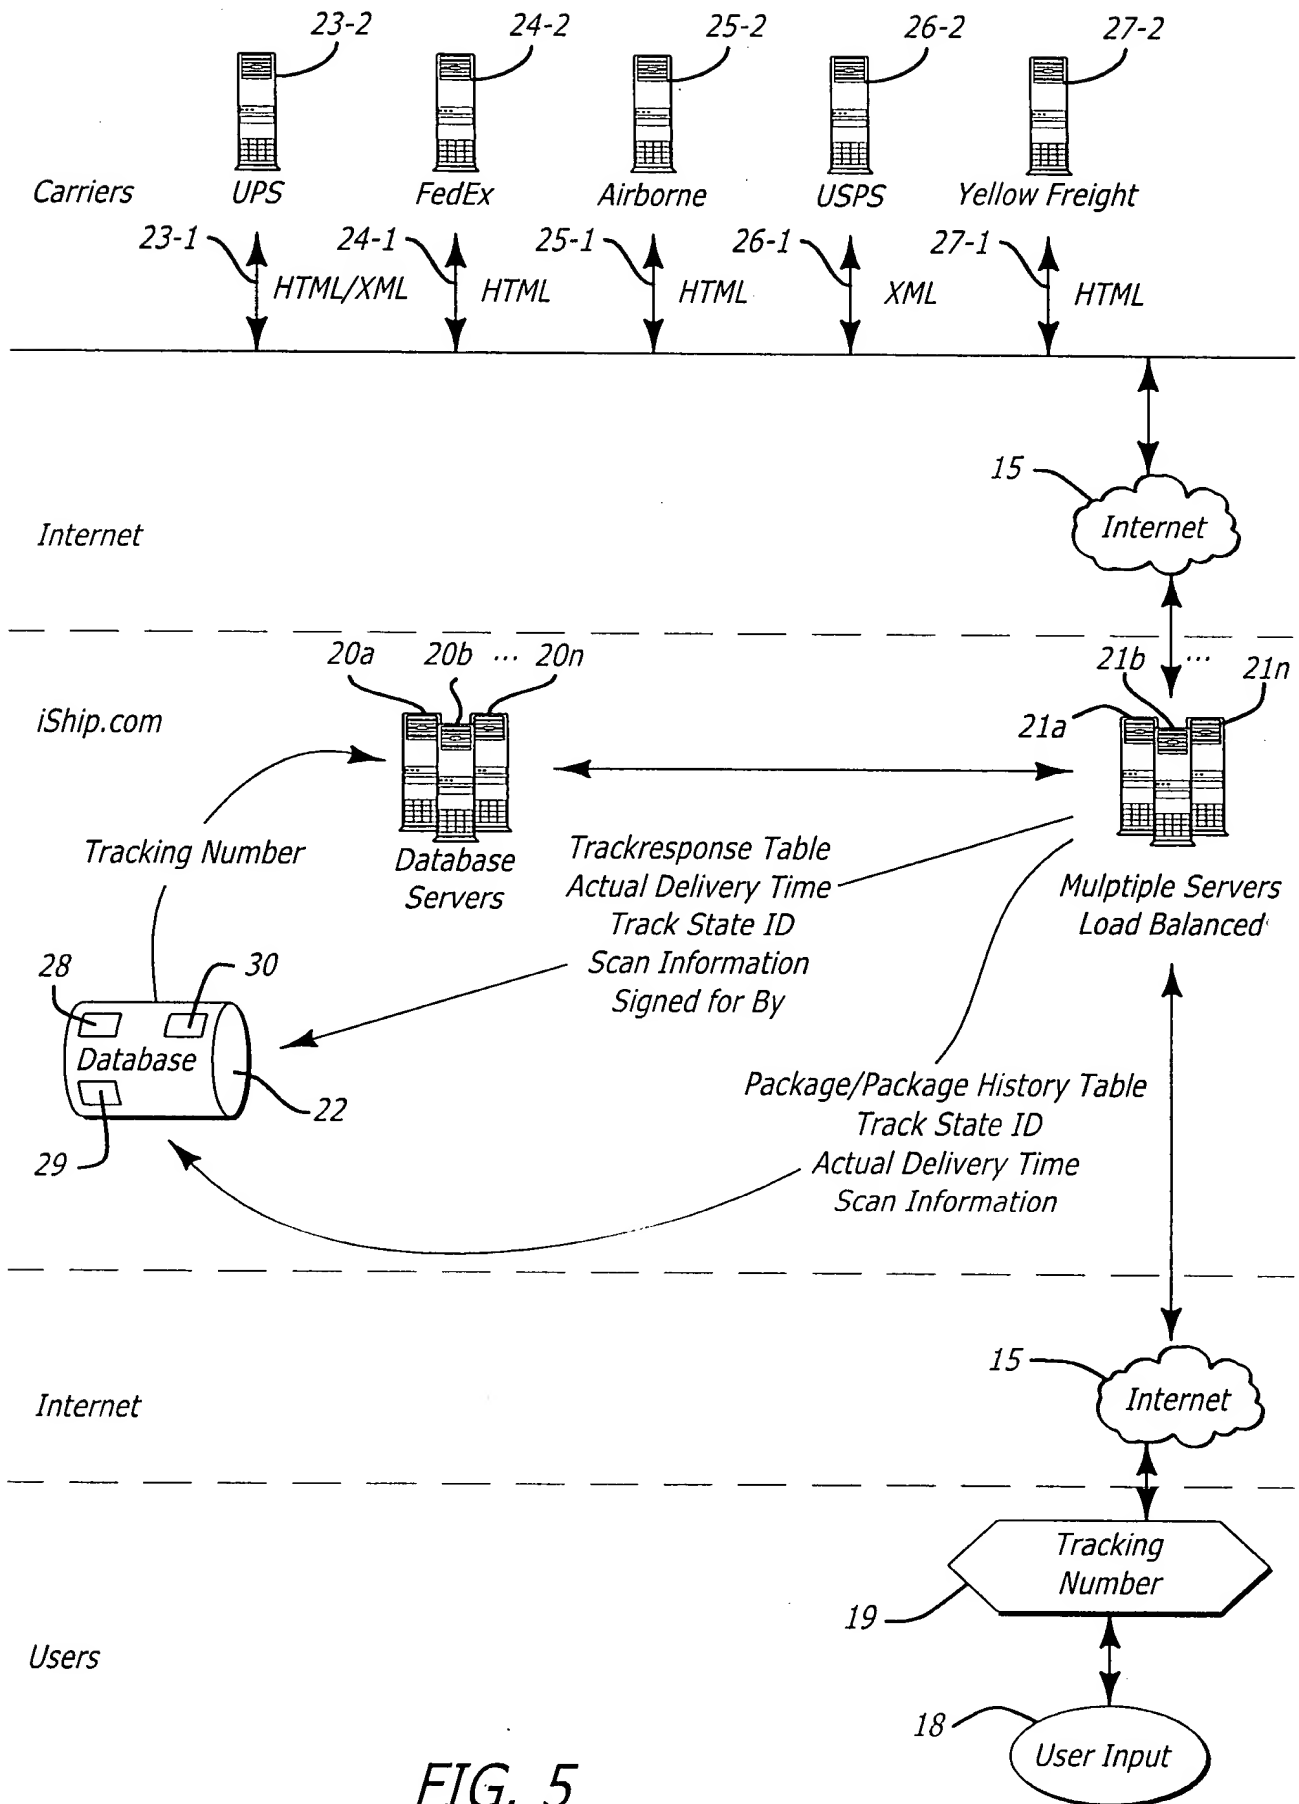 23-2 24-2 25-2 26-2 27-2
Carriers UPS FedEx Airborne USPS Yellow Freight
23-1 24-1 25-1 26-1 27-1
HTML/XML HTML HTML XML HTML
15
Internet
Internet
20a 20b ... 20n
21b ...
21n
iShip.com
21a
Tracking Number
Database
Servers
Trackresponse Table
Actual Delivery Time
Track State ID
Scan Information
Signed for By
Mulptiple Servers
Load Balanced
28 30
Database
22
29
Package/Package History Table
Track State ID
Actual Delivery Time
Scan Information
15
Internet
Internet
Tracking
Number
19
Users
18
User Input
FIG. 5